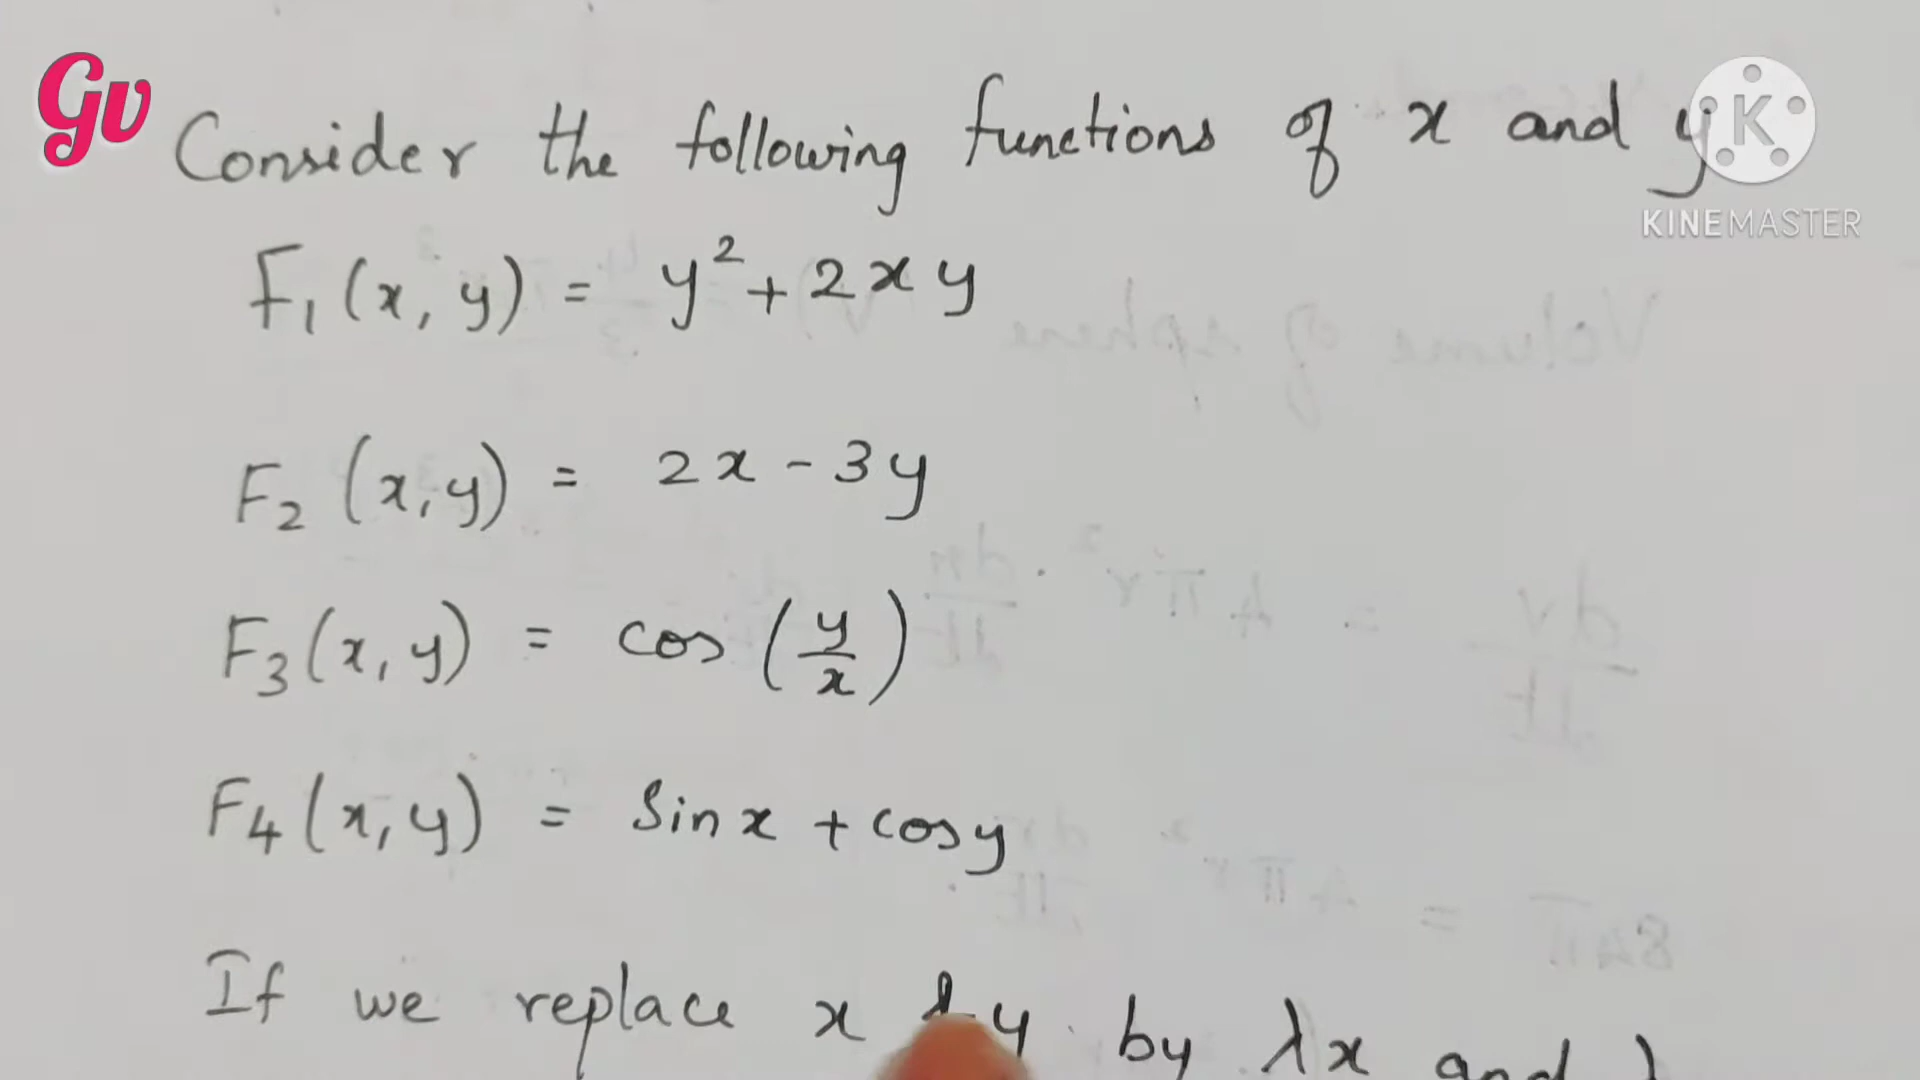 Gv
Consider the following functions of x and y
K
KINEMASTER
F₁(x, y) = y² + 2xy
F₂(x, y) = 2x - 3y
F₃(x, y) = cos(y/x)
F₄(x, y) = Sin x + cos y
If we replace x & y by λx and